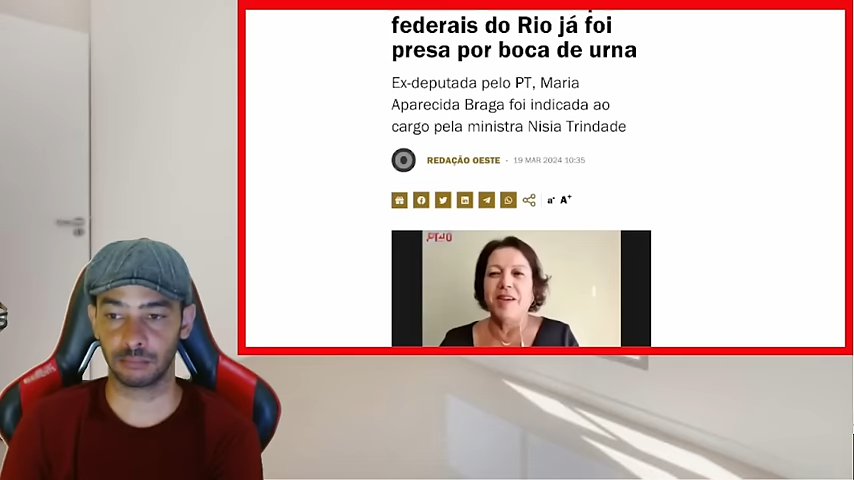 federais do Rio já foi
presa por boca de urna
Ex-deputada pelo PT, Maria
Aparecida Braga foi indicada ao
cargo pela ministra Nisia Trindade
REDAÇÃO OESTE - 19 MAR 2024 10:35
a- A+